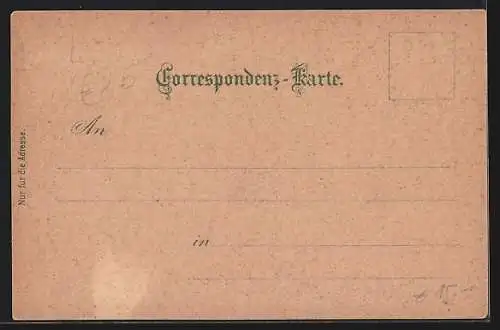 Correspondenz-Karte.
An
in
Nur für die Adresse.